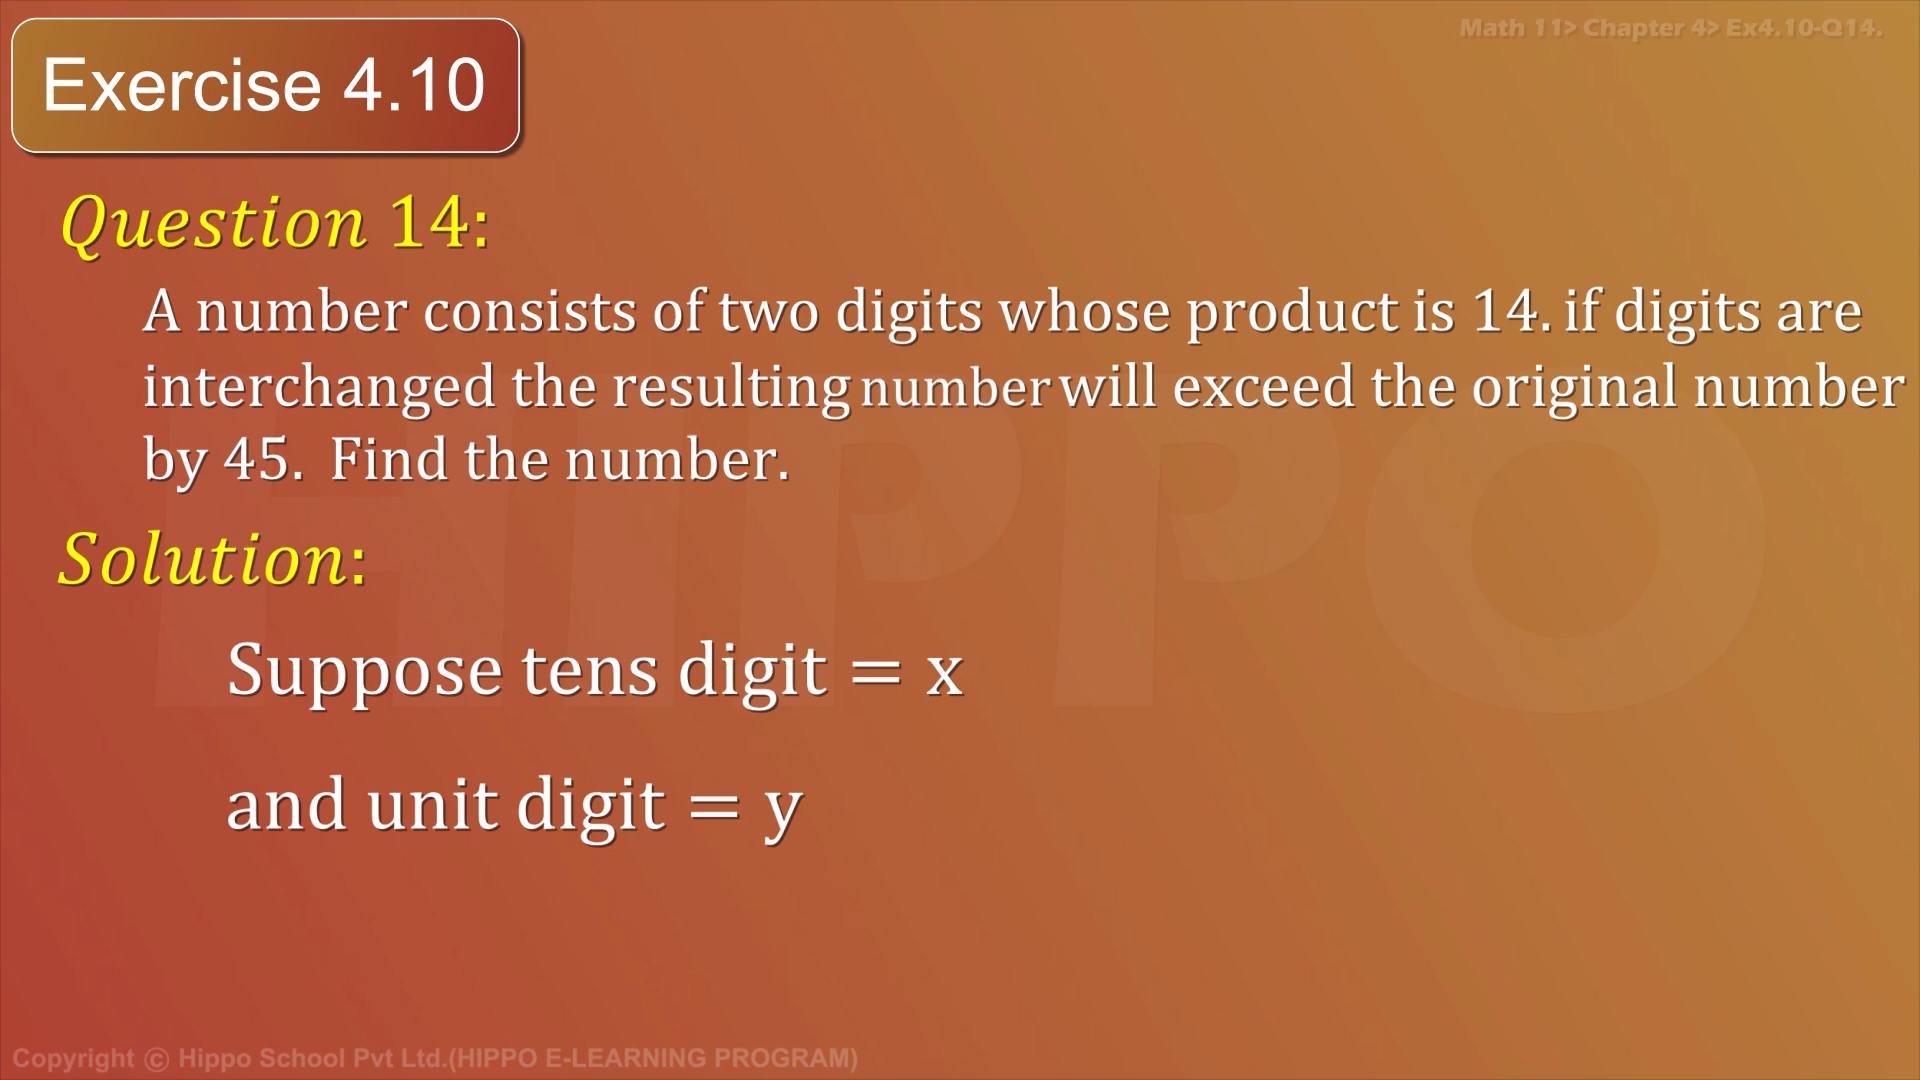 Math 11> Chapter 4> Ex4.10-Q14.
Exercise 4.10
Question 14:
A number consists of two digits whose product is 14. if digits are
interchanged the resulting number will exceed the original number
by 45. Find the number.
Solution:
HIPPO
Suppose tens digit = x
and unit digit = y
Copyright © Hippo School Pvt Ltd.(HIPPO E-LEARNING PROGRAM)